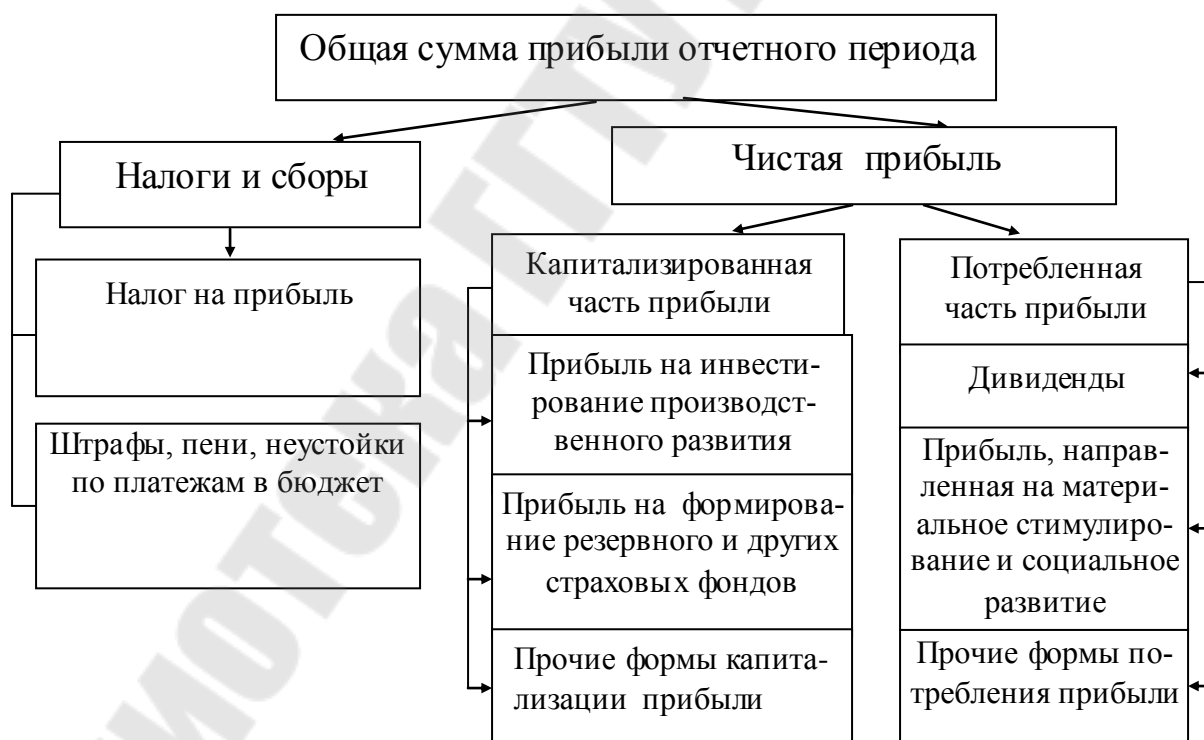 Общая сумма прибыли отчетного периода
Налоги и сборы
Чистая прибыль
Налог на прибыль
Штрафы, пени, неустойки
по платежам в бюджет
Капитализированная
часть прибыли
Прибыль на инвести-
рование производст-
венного развития
Прибыль на формирова-
ние резервного и других
страховых фондов
Прочие формы капита-
лизации прибыли
Потребленная
часть прибыли
Дивиденды
Прибыль, направ-
ленная на матери-
альное стимулиро-
вание и социальное
развитие
Прочие формы по-
требления прибыли